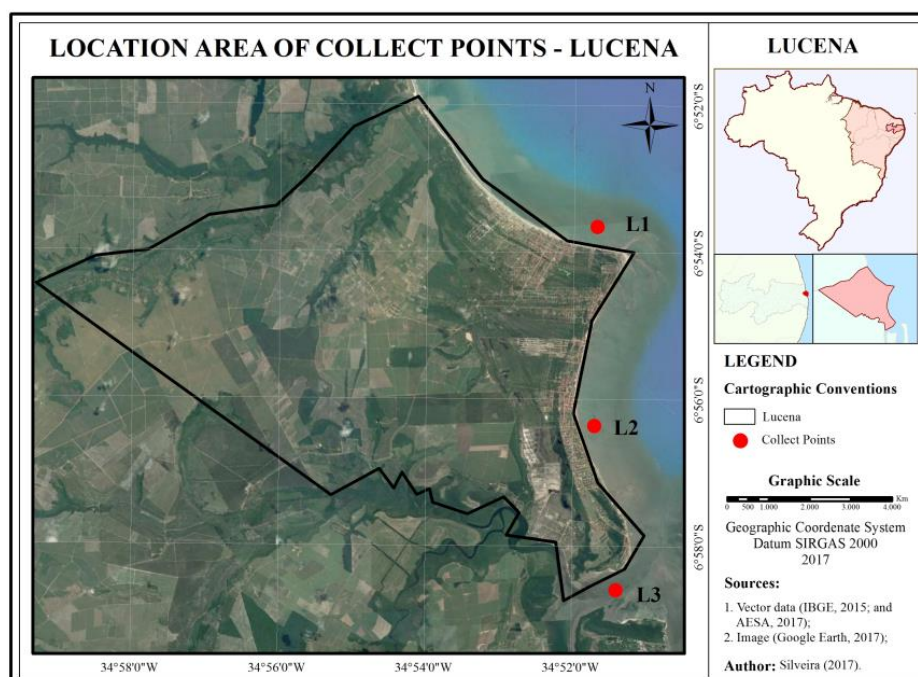 LOCATION AREA OF COLLECT POINTS - LUCENA
N
L1
L2
L3
6°52'0"S
6°54'0"S
6°56'0"S
6°58'0"S
34°58'0"W
34°56'0"W
34°54'0"W
34°52'0"W
LUCENA
LEGEND
Cartographic Conventions
Lucena
Collect Points
Graphic Scale
Km
0 500 1.000 2.000 3.000 4.000
Geographic Coordenate System
Datum SIRGAS 2000
2017
Sources:
1. Vector data (IBGE, 2015; and
AESA, 2017);
2. Image (Google Earth, 2017);
Author: Silveira (2017).